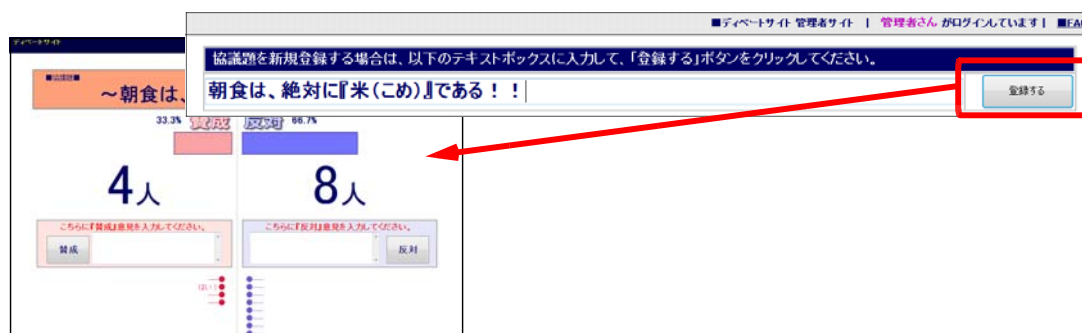 ■ディベートサイト 管理者サイト | 管理者さん がログインしています | ■FAQ
協議題を新規登録する場合は、以下のテキストボックスに入力して、「登録する」ボタンをクリックしてください。
朝食は、絶対に『米(こめ)』である!!
登録する
ディベートサイト
■協議題■
~朝食は、
33.3% 賛成 反対 66.7%
4人 8人
こちらに『賛成』意見を入力してください。 こちらに『反対』意見を入力してください。
賛成 反対